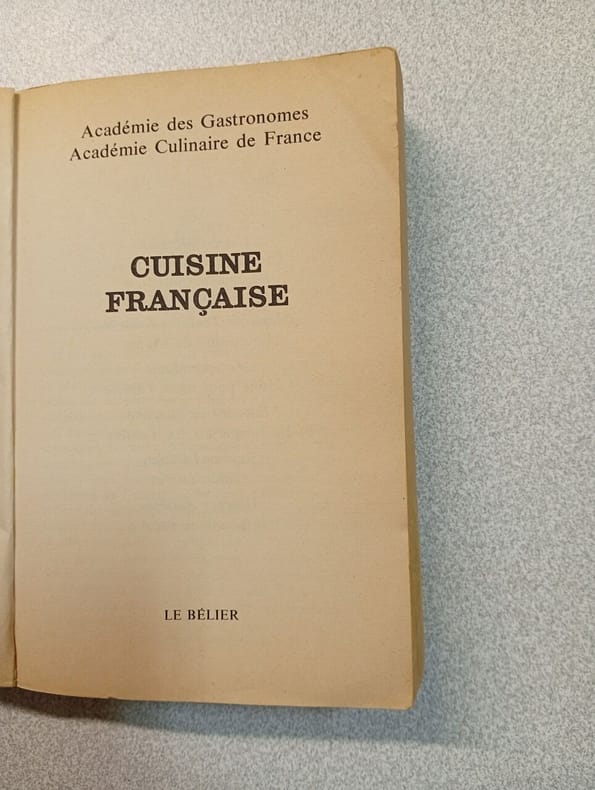 Académie des Gastronomes
Académie Culinaire de France
CUISINE
FRANÇAISE
LE BÉLIER